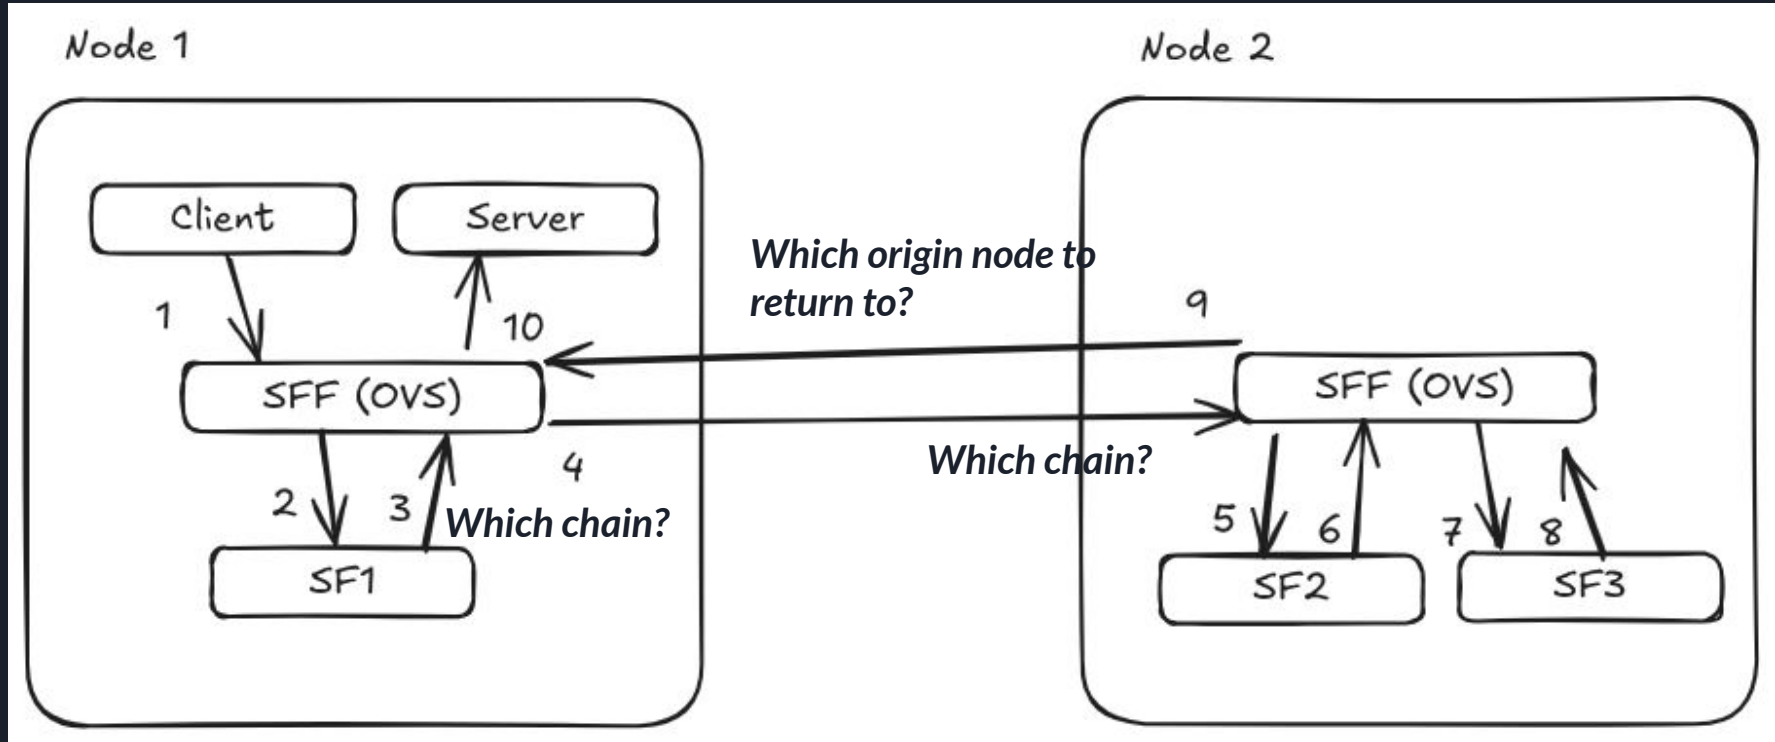 Node 1
Node 2
Client
Server
Which origin node to
return to?
1
10
9
SFF (OVS)
SFF (OVS)
4
Which chain?
2
3
Which chain?
5
6
7
8
SF1
SF2
SF3